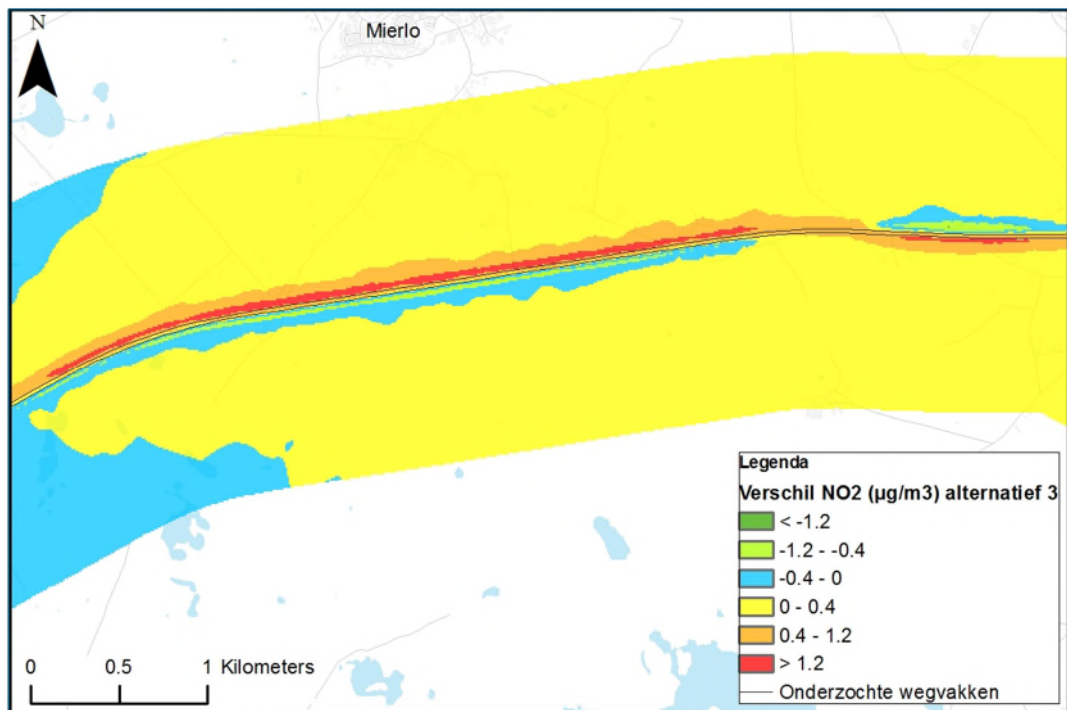 N
Mierlo
Legenda
Verschil NO2 (µg/m3) alternatief 3
< -1.2
-1.2 - -0.4
-0.4 - 0
0 - 0.4
0.4 - 1.2
> 1.2
Onderzochte wegvakken
0 0.5 1 Kilometers